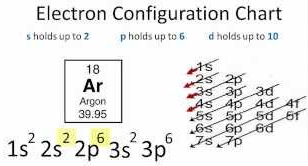 Electron Configuration Chart
s holds up to 2 p holds up to 6 d holds up to 10
18
Ar
Argon
39.95
1s² 2s² 2p⁶ 3s² 3p⁶
1s
2s 2p
3s 3p 3d
4s 4p 4d 4f
5s 5p 5d 5f
6s 6p 6d
7s 7p